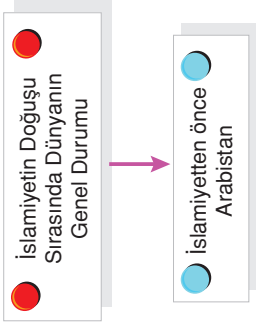 İslamiyetin Doğuşu
Sırasında Dünyanın
Genel Durumu
İslamiyetten önce
Arabistan